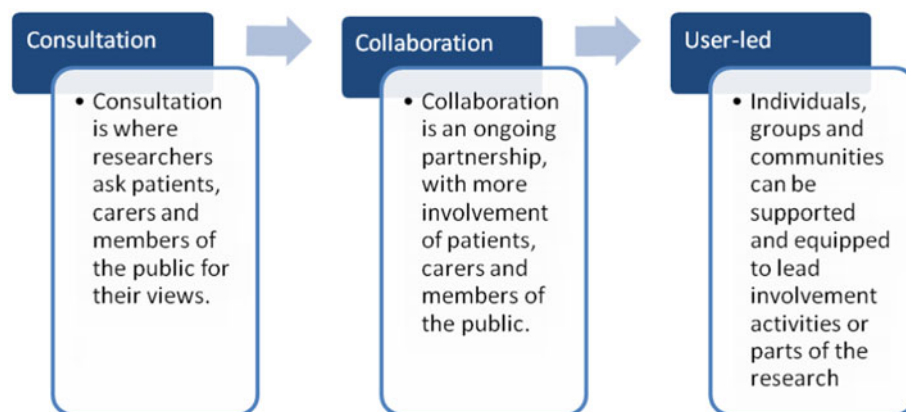 Consultation
• Consultation
is where
researchers
ask patients,
carers and
members of
the public for
their views.
Collaboration
• Collaboration
is an ongoing
partnership,
with more
involvement
of patients,
carers and
members of
the public.
User-led
• Individuals,
groups and
communities
can be
supported
and equipped
to lead
involvement
activities or
parts of the
research